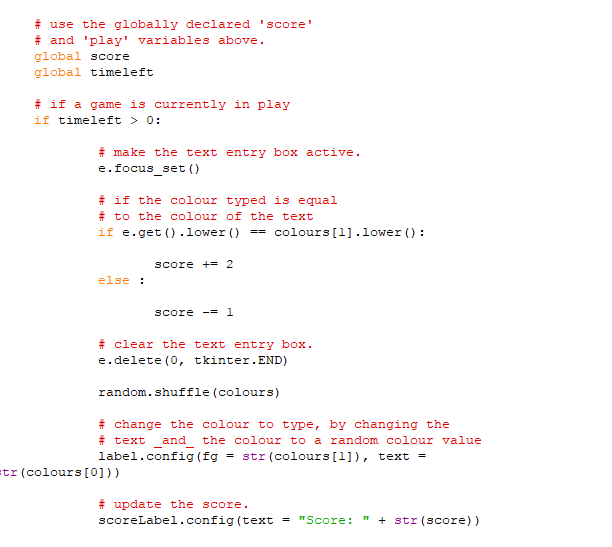 # use the globally declared 'score'
# and 'play' variables above.
global score
global timeleft
# if a game is currently in play
if timeleft > 0:
# make the text entry box active.
e.focus_set()
# if the colour typed is equal
# to the colour of the text
if e.get().lower() == colours[1].lower():
score += 2
else :
score -= 1
# clear the text entry box.
e.delete(0, tkinter.END)
random.shuffle(colours)
# change the colour to type, by changing the
# text _and_ the colour to a random colour value
label.config(fg = str(colours[1]), text =
str(colours[0]))
# update the score.
scoreLabel.config(text = "Score: " + str(score))